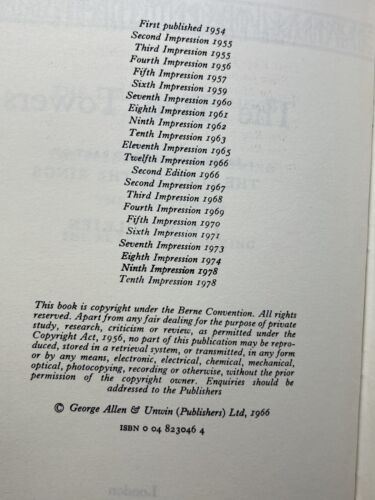 First published 1954
Second Impression 1955
Third Impression 1955
Fourth Impression 1956
Fifth Impression 1957
Sixth Impression 1959
Seventh Impression 1960
Eighth Impression 1961
Ninth Impression 1962
Tenth Impression 1963
Eleventh Impression 1965
Twelfth Impression 1966
Second Edition 1966
Second Impression 1967
Third Impression 1968
Fourth Impression 1969
Fifth Impression 1970
Sixth Impression 1971
Seventh Impression 1973
Eighth Impression 1974
Ninth Impression 1978
Tenth Impression 1978
This book is copyright under the Berne Convention. All rights
reserved. Apart from any fair dealing for the purpose of private
study, research, criticism or review, as permitted under the
Copyright Act, 1956, no part of this publication may be repro-
duced, stored in a retrieval system, or transmitted, in any form
or by any means, electronic, electrical, chemical, mechanical,
optical, photocopying, recording or otherwise, without the prior
permission of the copyright owner. Enquiries should be
addressed to the Publishers
© George Allen & Unwin (Publishers) Ltd, 1966
ISBN 0 04 823046 4